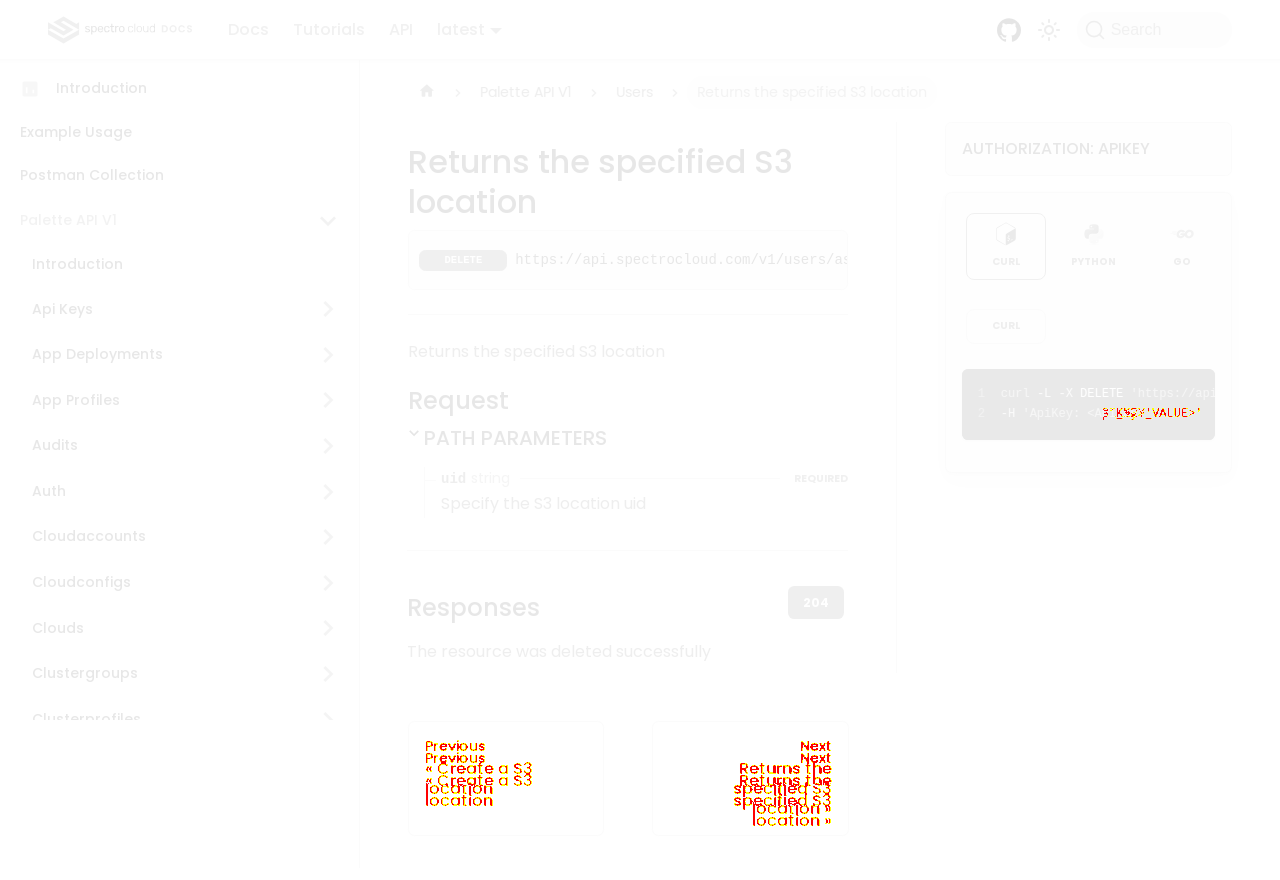 spectro cloud DOCS Docs Tutorials API latest Search
Introduction
Example Usage
Postman Collection
Palette API V1
Introduction
Api Keys
App Deployments
App Profiles
Audits
Auth
Cloudaccounts
Cloudconfigs
Clouds
Clustergroups
Clusterprofiles
Palette API V1 Users Returns the specified S3 location
Returns the specified S3
location
DELETE https://api.spectrocloud.com/v1/users/as
Returns the specified S3 location
Request
PATH PARAMETERS
uid string REQUIRED
Specify the S3 location uid
Responses 204
The resource was deleted successfully
Previous
Previous
« Create a S3
« Create a S3
location
location
Next
Next
Returns the
Returns the
specified S3
specified S3
location »
location »
AUTHORIZATION: APIKEY
CURL PYTHON GO
CURL
1 curl -L -X DELETE 'https://api
2 -H 'ApiKey: VALUE>'